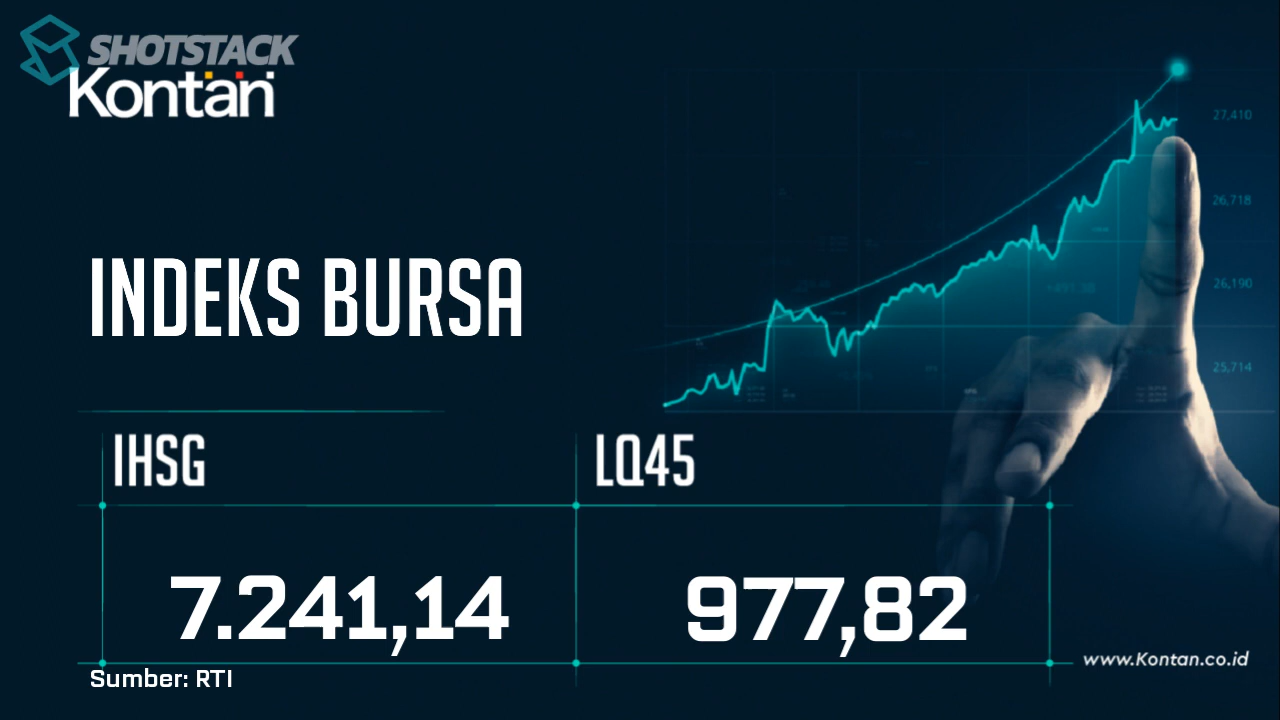 SHOTSTACK
Kontan
27,410
26,718
26,190
25,714
INDEKS BURSA
IHSG
LQ45
7.241,14
977,82
www.Kontan.co.id
Sumber: RTI